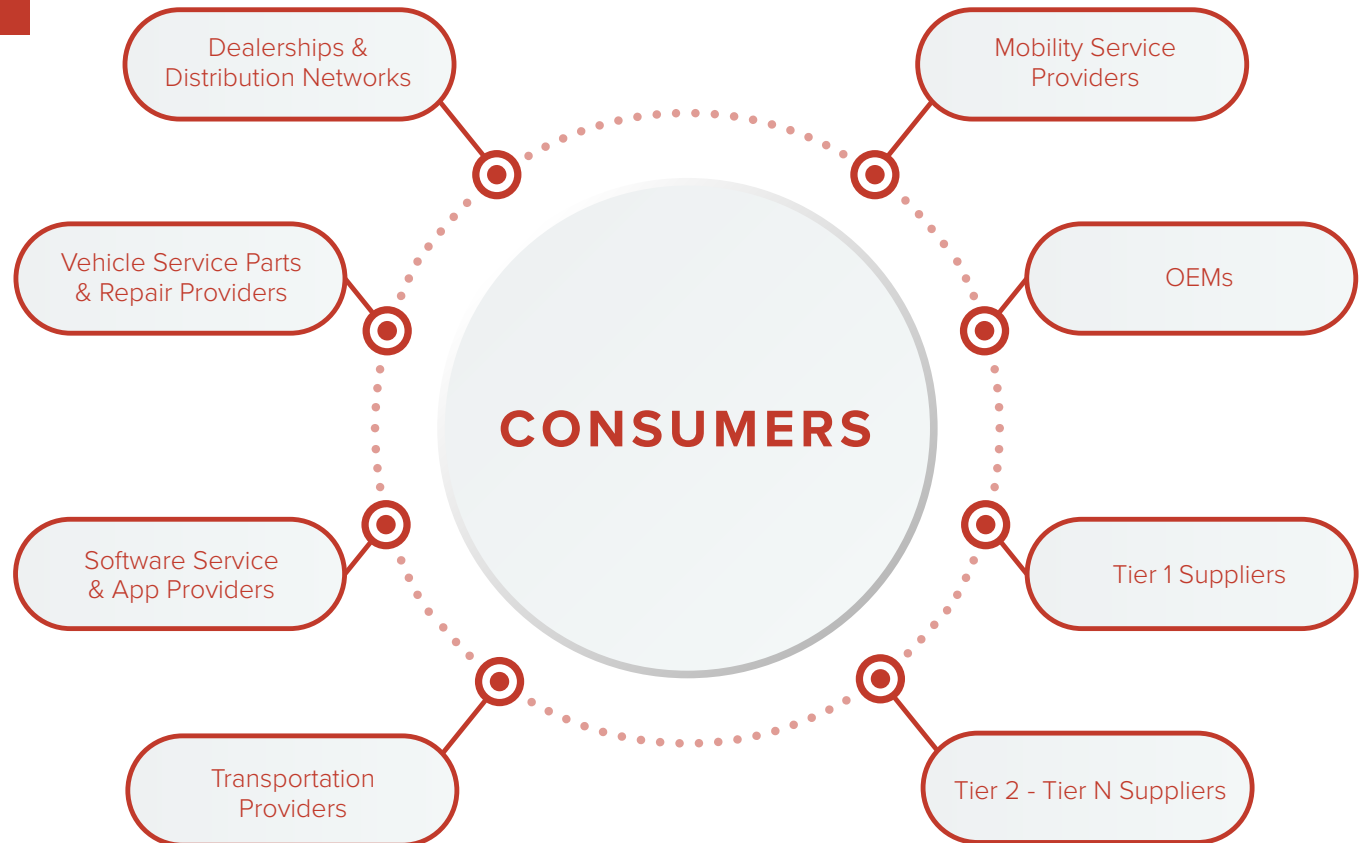 Dealerships &
Distribution Networks
Mobility Service
Providers
Vehicle Service Parts
& Repair Providers
OEMs
CONSUMERS
Software Service
& App Providers
Tier 1 Suppliers
Transportation
Providers
Tier 2 - Tier N Suppliers